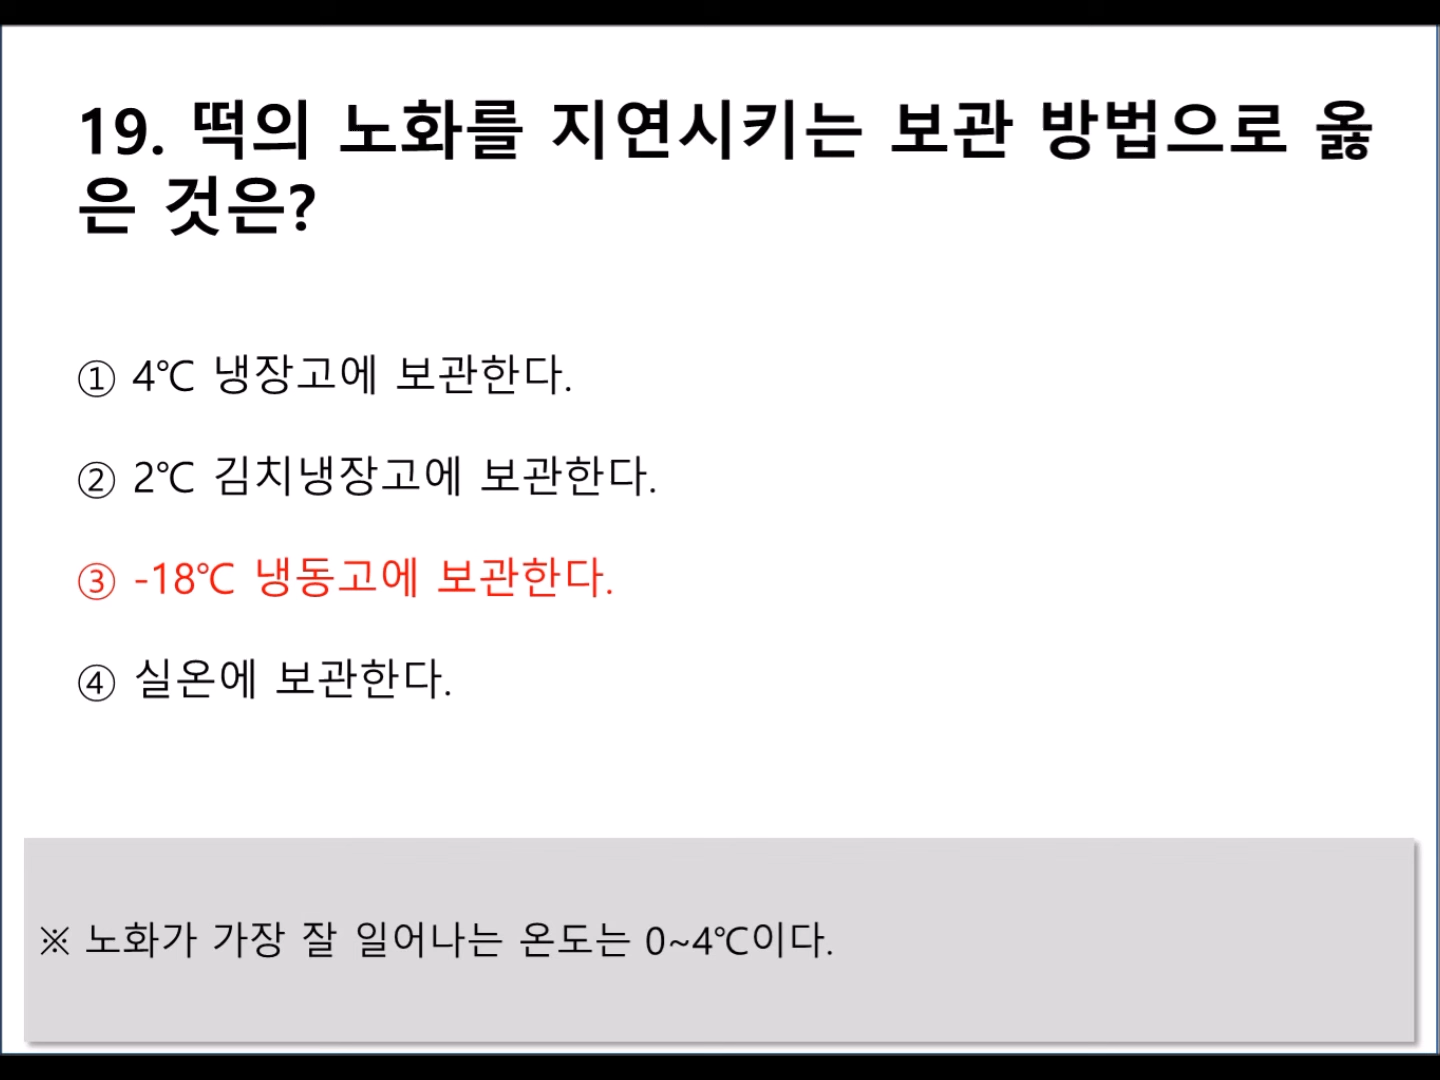 19. 떡의 노화를 지연시키는 보관 방법으로 옳
은 것은?
① 4℃ 냉장고에 보관한다.
② 2℃ 김치냉장고에 보관한다.
③ -18℃ 냉동고에 보관한다.
④ 실온에 보관한다.
※ 노화가 가장 잘 일어나는 온도는 0~4℃이다.